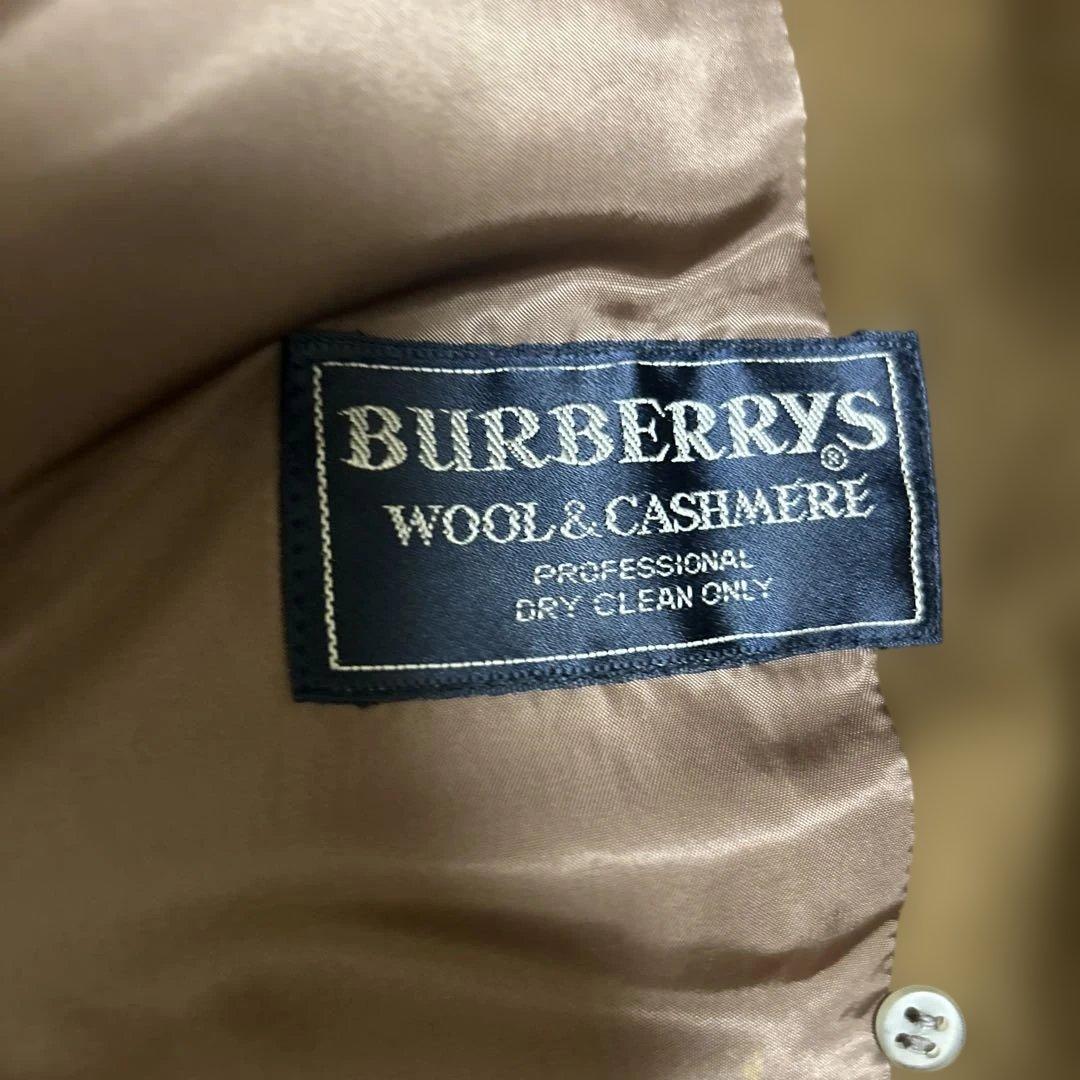 BURBERRYS®
WOOL & CASHMERE
PROFESSIONAL
DRY CLEAN ONLY